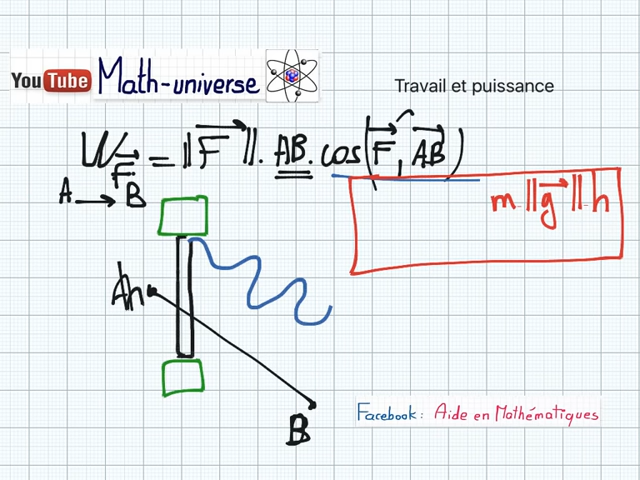 YouTube Math-universe
Travail et puissance
W F⃗ = ||F⃗||. AB. cos(F⃗, AB⃗)
A → B
m ||g⃗|| h
Ah
B
Facebook: Aide en Mathématiques